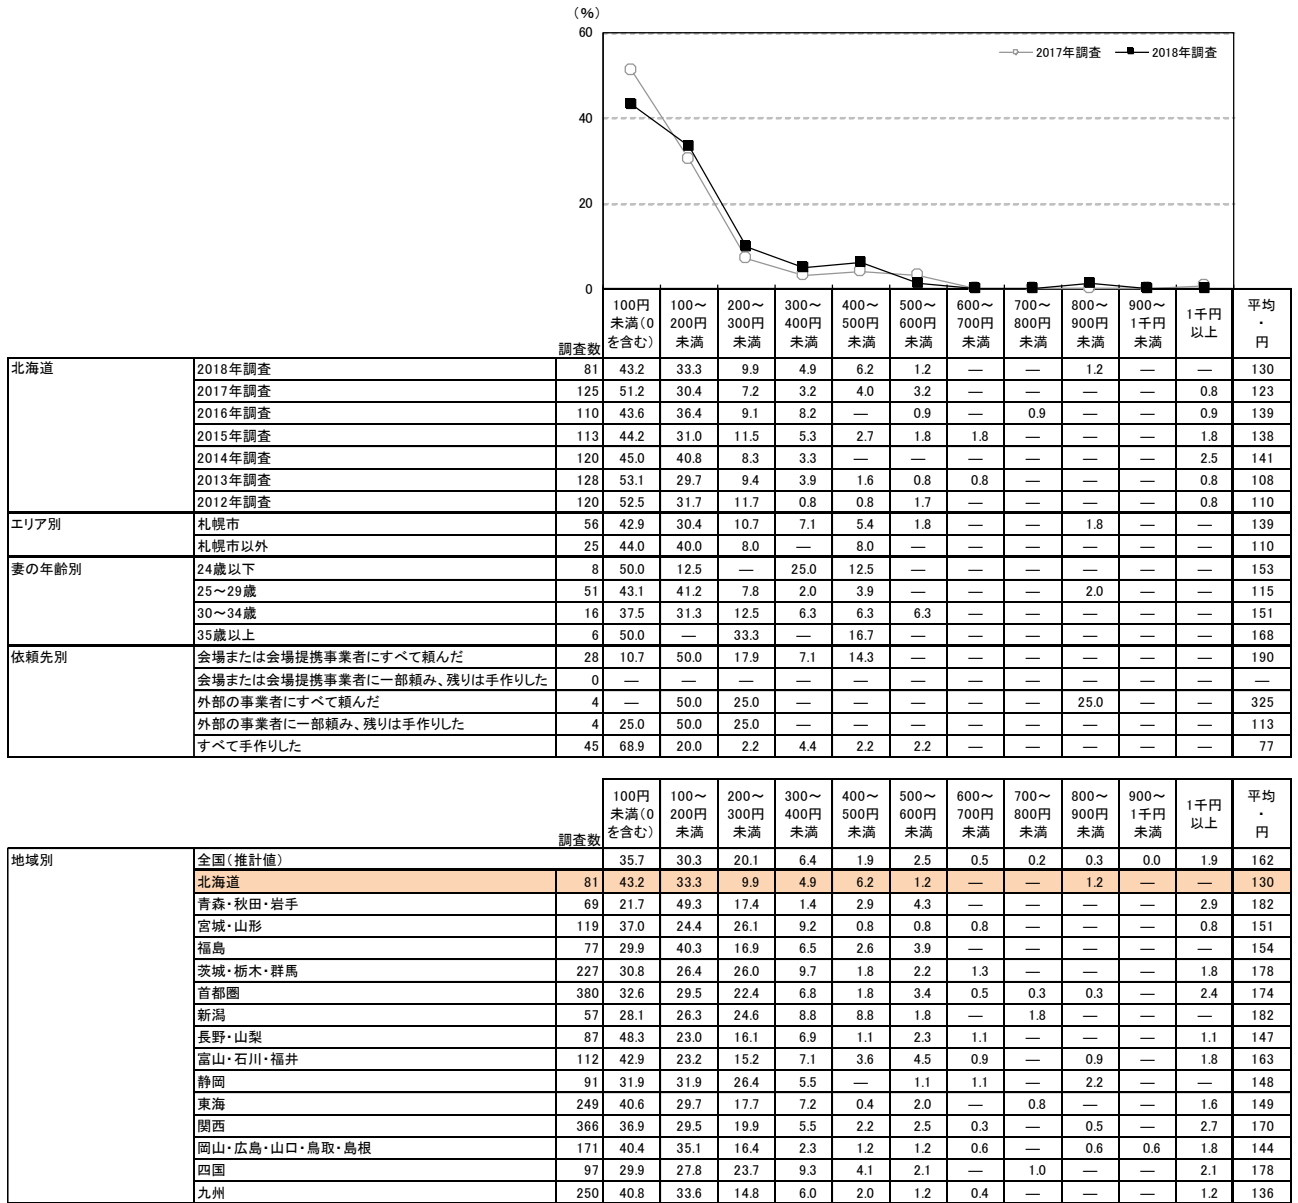 （%）
60
2017年調査 2018年調査
40
20
0
調査数 100円未満(0を含む) 100～200円未満 200～300円未満 300～400円未満 400～500円未満 500～600円未満 600～700円未満 700～800円未満 800～900円未満 900～1千円未満 1千円以上 平均・円
北海道 2018年調査 81 43.2 33.3 9.9 4.9 6.2 1.2 — — 1.2 — — 130
2017年調査 125 51.2 30.4 7.2 3.2 4.0 3.2 — — — — 0.8 123
2016年調査 110 43.6 36.4 9.1 8.2 — 0.9 — 0.9 — — 0.9 139
2015年調査 113 44.2 31.0 11.5 5.3 2.7 1.8 1.8 — — — 1.8 138
2014年調査 120 45.0 40.8 8.3 3.3 — — — — — — 2.5 141
2013年調査 128 53.1 29.7 9.4 3.9 1.6 0.8 0.8 — — — 0.8 108
2012年調査 120 52.5 31.7 11.7 0.8 0.8 1.7 — — — — 0.8 110
エリア別 札幌市 56 42.9 30.4 10.7 7.1 5.4 1.8 — — 1.8 — — 139
札幌市以外 25 44.0 40.0 8.0 — 8.0 — — — — — — 110
妻の年齢別 24歳以下 8 50.0 12.5 — 25.0 12.5 — — — — — — 153
25～29歳 51 43.1 41.2 7.8 2.0 3.9 — — — 2.0 — — 115
30～34歳 16 37.5 31.3 12.5 6.3 6.3 6.3 — — — — — 151
35歳以上 6 50.0 — 33.3 — 16.7 — — — — — — 168
依頼先別 会場または会場提携事業者にすべて頼んだ 28 10.7 50.0 17.9 7.1 14.3 — — — — — — 190
会場または会場提携事業者に一部頼み、残りは手作りした 0 — — — — — — — — — — — —
外部の事業者にすべて頼んだ 4 — 50.0 25.0 — — — — — 25.0 — — 325
外部の事業者に一部頼み、残りは手作りした 4 25.0 50.0 25.0 — — — — — — — — 113
すべて手作りした 45 68.9 20.0 2.2 4.4 2.2 2.2 — — — — — 77
調査数 100円未満(0を含む) 100～200円未満 200～300円未満 300～400円未満 400～500円未満 500～600円未満 600～700円未満 700～800円未満 800～900円未満 900～1千円未満 1千円以上 平均・円
地域別 全国（推計値） 35.7 30.3 20.1 6.4 1.9 2.5 0.5 0.2 0.3 0.0 1.9 162
北海道 81 43.2 33.3 9.9 4.9 6.2 1.2 — — 1.2 — — 130
青森・秋田・岩手 69 21.7 49.3 17.4 1.4 2.9 4.3 — — — — 2.9 182
宮城・山形 119 37.0 24.4 26.1 9.2 0.8 0.8 0.8 — — — 0.8 151
福島 77 29.9 40.3 16.9 6.5 2.6 3.9 — — — — — 154
茨城・栃木・群馬 227 30.8 26.4 26.0 9.7 1.8 2.2 1.3 — — — 1.8 178
首都圏 380 32.6 29.5 22.4 6.8 1.8 3.4 0.5 0.3 0.3 — 2.4 174
新潟 57 28.1 26.3 24.6 8.8 8.8 1.8 — 1.8 — — — 182
長野・山梨 87 48.3 23.0 16.1 6.9 1.1 2.3 1.1 — — — 1.1 147
富山・石川・福井 112 42.9 23.2 15.2 7.1 3.6 4.5 0.9 — 0.9 — 1.8 163
静岡 91 31.9 31.9 26.4 5.5 — 1.1 1.1 — 2.2 — — 148
東海 249 40.6 29.7 17.7 7.2 0.4 2.0 — 0.8 — — 1.6 149
関西 366 36.9 29.5 19.9 5.5 2.2 2.5 0.3 — 0.5 — 2.7 170
岡山・広島・山口・鳥取・島根 171 40.4 35.1 16.4 2.3 1.2 1.2 0.6 — 0.6 0.6 1.8 144
四国 97 29.9 27.8 23.7 9.3 4.1 2.1 — 1.0 — — 2.1 178
九州 250 40.8 33.6 14.8 6.0 2.0 1.2 0.4 — — — 1.2 136